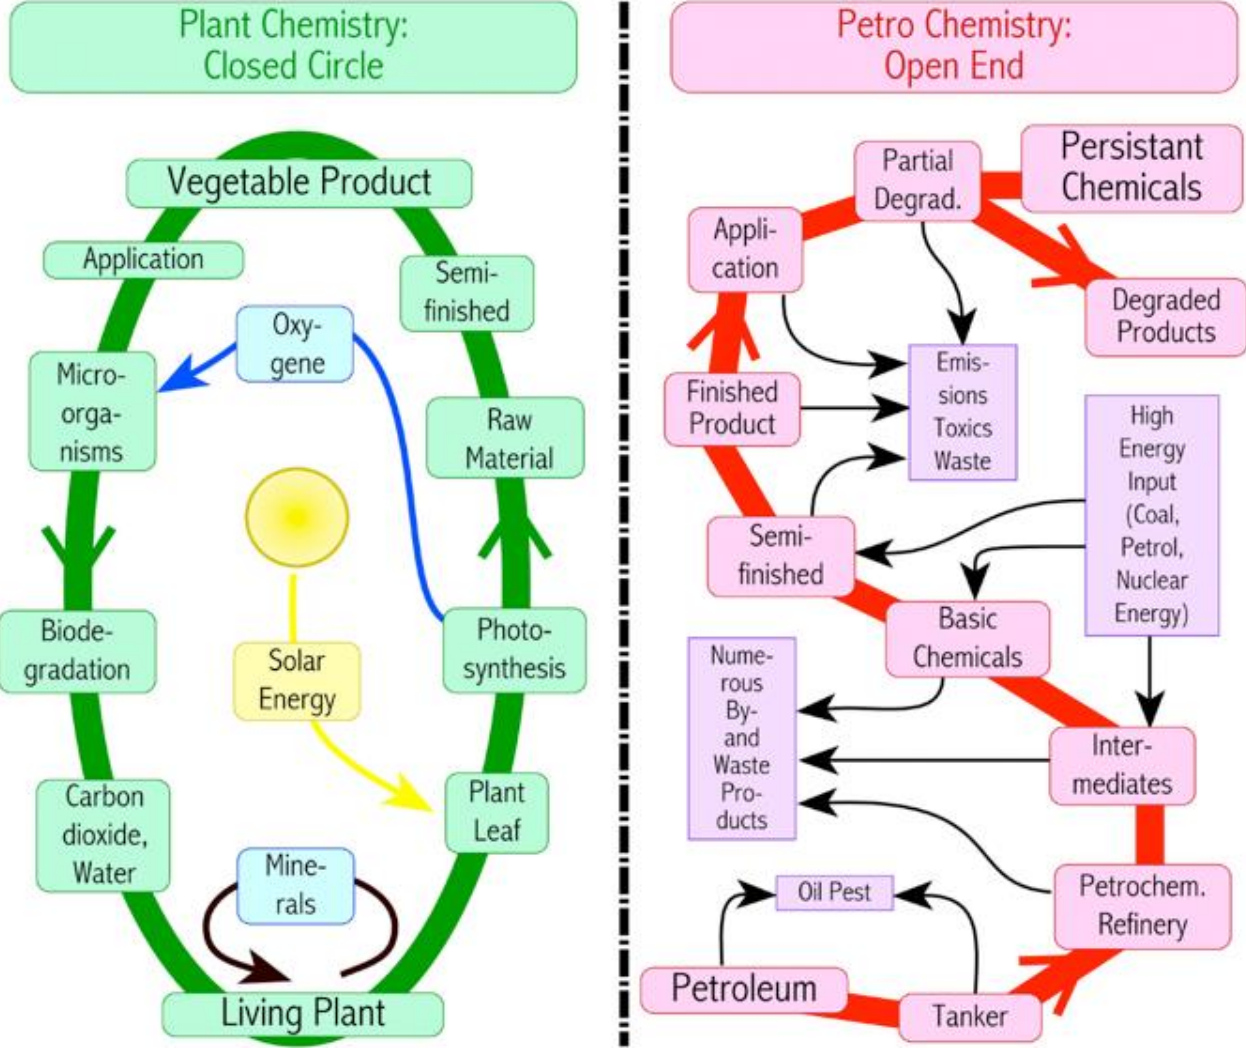 Plant Chemistry:
Closed Circle
Vegetable Product
Application
Semi-
finished
Oxy-
gene
Micro-
orga-
nisms
Raw
Material
Biode-
gradation
Solar
Energy
Photo-
synthesis
Carbon
dioxide,
Water
Plant
Leaf
Mine-
rals
Living Plant
Petro Chemistry:
Open End
Partial
Degrad.
Persistant
Chemicals
Appli-
cation
Degraded
Products
Finished
Product
Emis-
sions
Toxics
Waste
High
Energy
Input
(Coal,
Petrol,
Nuclear
Energy)
Semi-
finished
Basic
Chemicals
Nume-
rous
By-
and
Waste
Pro-
ducts
Inter-
mediates
Oil Pest
Petrochem.
Refinery
Petroleum
Tanker